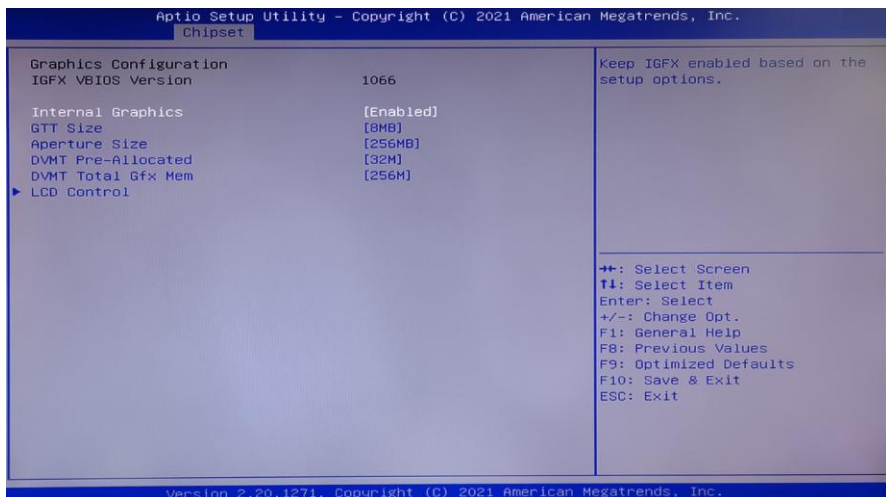 Aptio Setup Utility – Copyright (C) 2021 American Megatrends, Inc.
Chipset
Graphics Configuration
IGFX VBIOS Version 1066
Internal Graphics [Enabled]
GTT Size [8MB]
Aperture Size [256MB]
DVMT Pre-Allocated [32M]
DVMT Total Gfx Mem [256M]
► LCD Control
Keep IGFX enabled based on the
setup options.
→←: Select Screen
↑↓: Select Item
Enter: Select
+/-: Change Opt.
F1: General Help
F8: Previous Values
F9: Optimized Defaults
F10: Save & Exit
ESC: Exit
Version 2.20.1271. Copyright (C) 2021 American Megatrends, Inc.